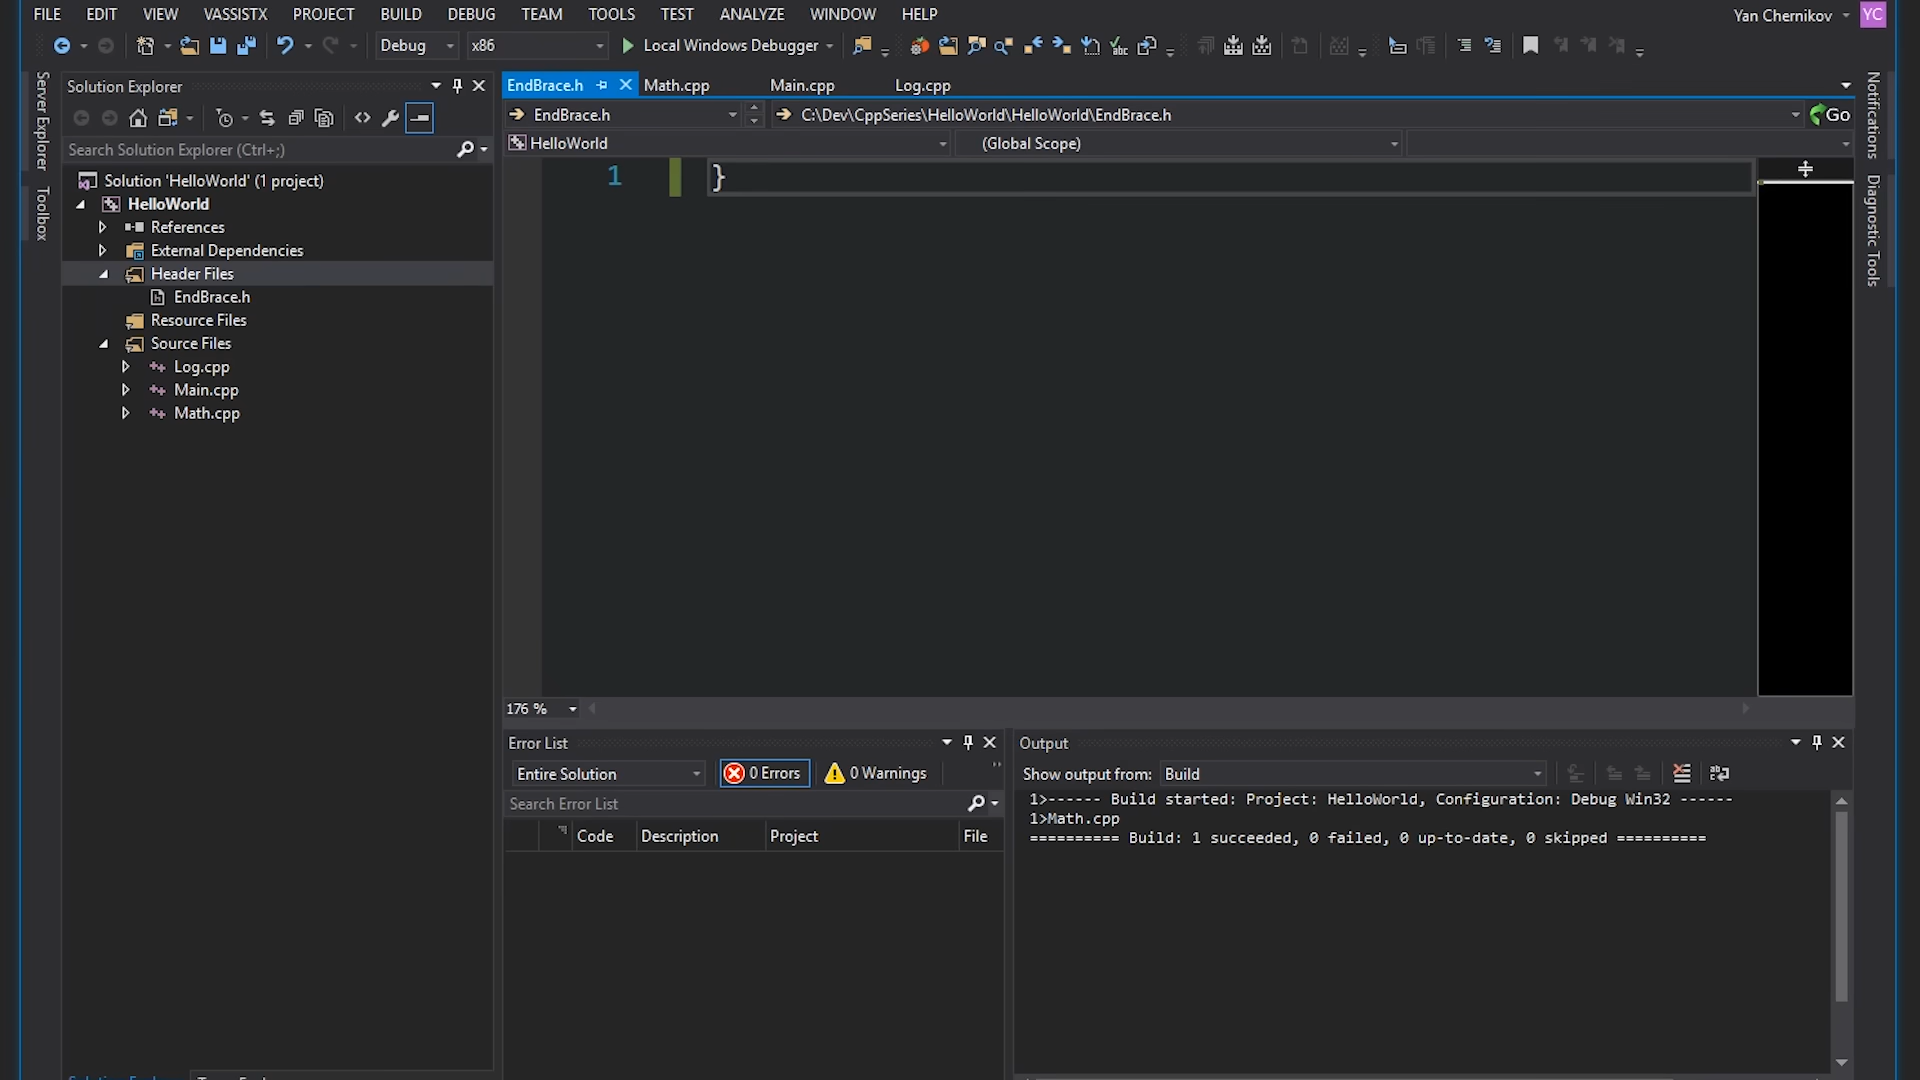 FILE EDIT VIEW VASSISTX PROJECT BUILD DEBUG TEAM TOOLS TEST ANALYZE WINDOW HELP
Yan Chernikov YC
Debug x86 Local Windows Debugger
Server Explorer
Toolbox
Solution Explorer
Search Solution Explorer (Ctrl+;)
Solution 'HelloWorld' (1 project)
HelloWorld
References
External Dependencies
Header Files
EndBrace.h
Resource Files
Source Files
Log.cpp
Main.cpp
Math.cpp
EndBrace.h Math.cpp Main.cpp Log.cpp
EndBrace.h C:\Dev\CppSeries\HelloWorld\HelloWorld\EndBrace.h Go
HelloWorld (Global Scope)
1 }
176 %
Error List
Entire Solution 0 Errors 0 Warnings
Search Error List
Code Description Project File
Output
Show output from: Build
1>------ Build started: Project: HelloWorld, Configuration: Debug Win32 ------
1>Math.cpp
========== Build: 1 succeeded, 0 failed, 0 up-to-date, 0 skipped ==========
Notifications
Diagnostic Tools